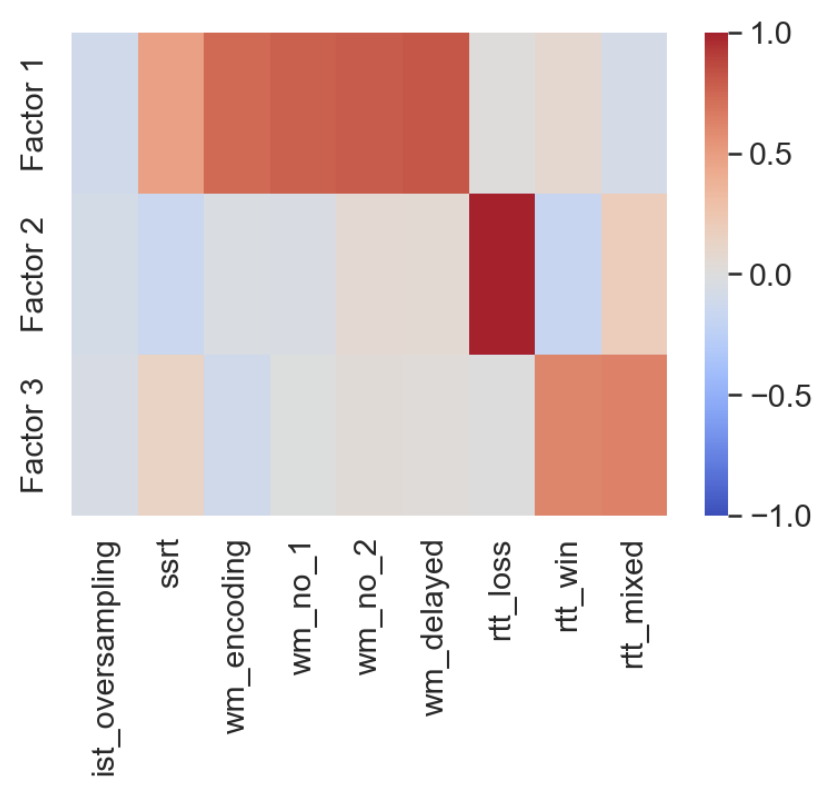 Factor 1
Factor 2
Factor 3
ist_oversampling
ssrt
wm_encoding
wm_no_1
wm_no_2
wm_delayed
rtt_loss
rtt_win
rtt_mixed
1.0
0.5
0.0
−0.5
−1.0